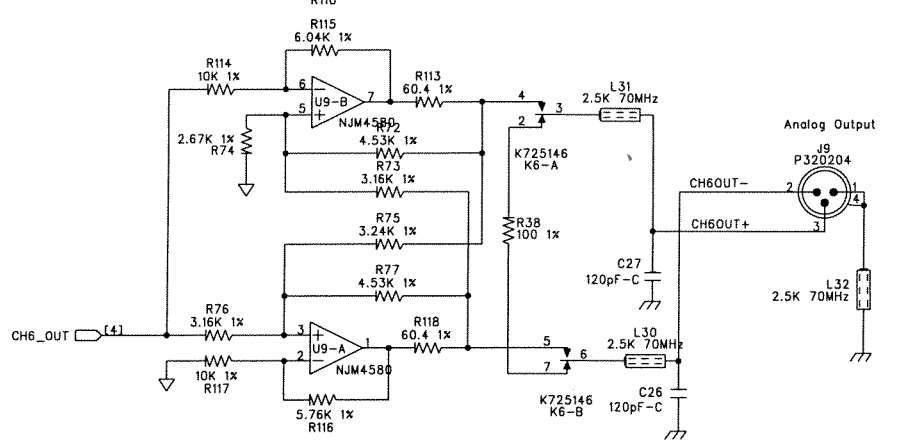 R115
6.04K 1%
R114
10K 1%
6
7
U9-B
5
NJM4580
R113
60.4 1%
4
3
2
L31
2.5K 70MHz
2.67K 1%
R74
R72
4.53K 1%
R73
3.16K 1%
K725146
K6-A
Analog Output
J9
P320204
CH6OUT-
2
1
4
CH6OUT+
3
R75
3.24K 1%
R38
100 1%
R77
4.53K 1%
C27
120pF-C
L32
2.5K 70MHz
CH6_OUT
[4]
R76
3.16K 1%
3
1
U9-A
2
NJM4580
R118
60.4 1%
5
6
7
L30
2.5K 70MHz
10K 1%
R117
5.76K 1%
R116
K725146
K6-B
C26
120pF-C